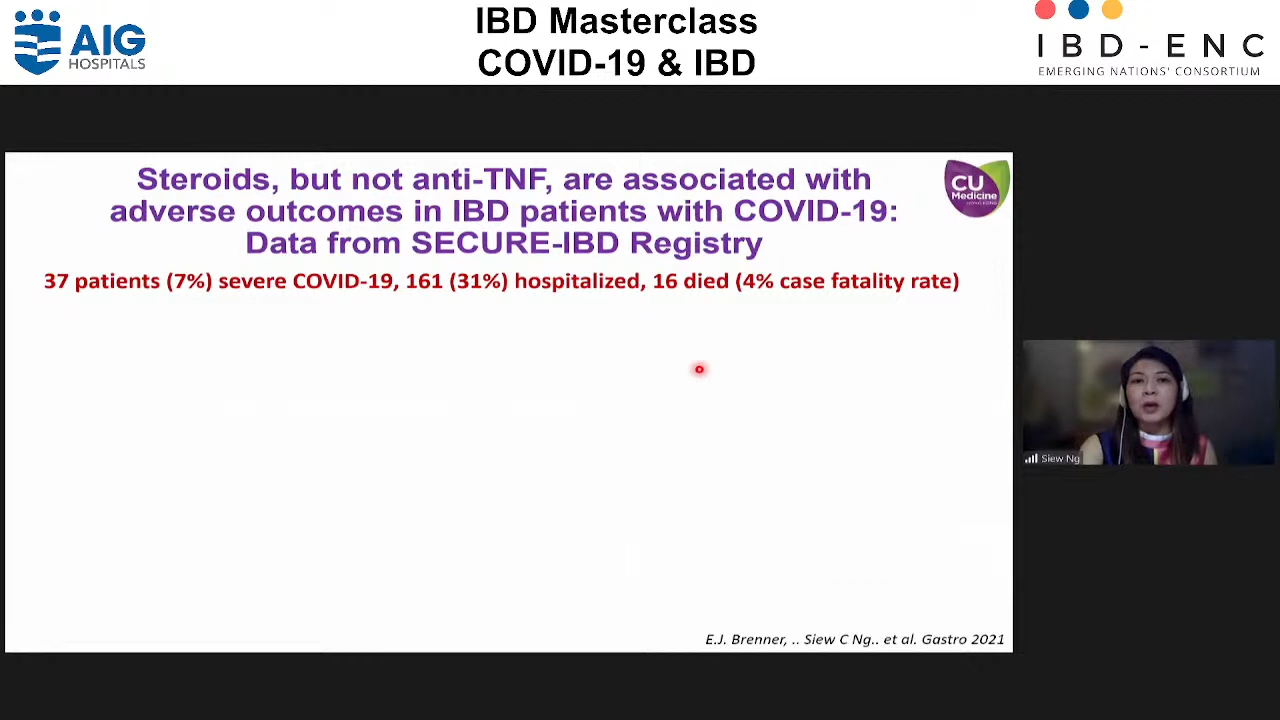 AIG
HOSPITALS
IBD Masterclass
COVID-19 & IBD
IBD-ENC
EMERGING NATIONS' CONSORTIUM
Steroids, but not anti-TNF, are associated with
adverse outcomes in IBD patients with COVID-19:
Data from SECURE-IBD Registry
CU
Medicine
37 patients (7%) severe COVID-19, 161 (31%) hospitalized, 16 died (4% case fatality rate)
Siew Ng
E.J. Brenner, .. Siew C Ng.. et al. Gastro 2021